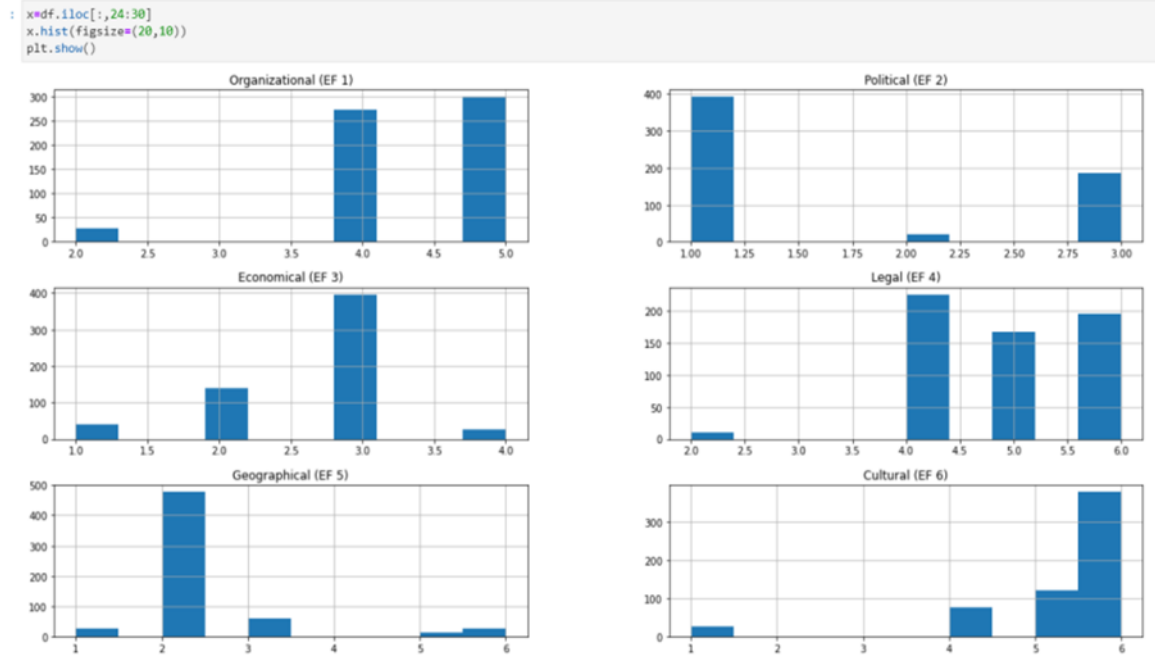 : x=df.iloc[:,24:30]
x.hist(figsize=(20,10))
plt.show()
Organizational (EF 1)
300
250
200
150
100
50
0
2.0 2.5 3.0 3.5 4.0 4.5 5.0
Political (EF 2)
400
300
200
100
0
1.00 1.25 1.50 1.75 2.00 2.25 2.50 2.75 3.00
Economical (EF 3)
400
300
200
100
0
1.0 1.5 2.0 2.5 3.0 3.5 4.0
Legal (EF 4)
200
150
100
50
0
2.0 2.5 3.0 3.5 4.0 4.5 5.0 5.5 6.0
Geographical (EF 5)
500
400
300
200
100
0
1 2 3 4 5 6
Cultural (EF 6)
300
200
100
0
1 2 3 4 5 6